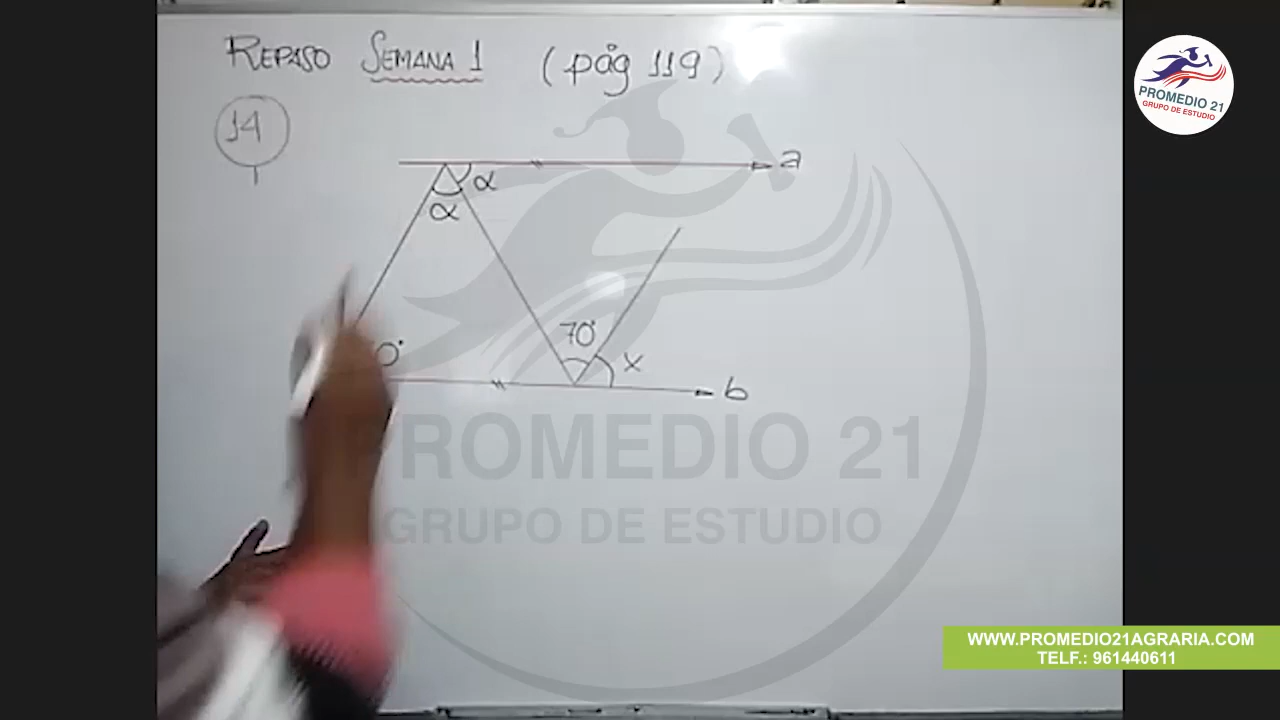 REPASO SEMANA 1 (pág 119)
14
a
α
α
70°
0°
x
b
PROMEDIO 21
GRUPO DE ESTUDIO
PROMEDIO 21
GRUPO DE ESTUDIO
WWW.PROMEDIO21AGRARIA.COM
TELF.: 961440611